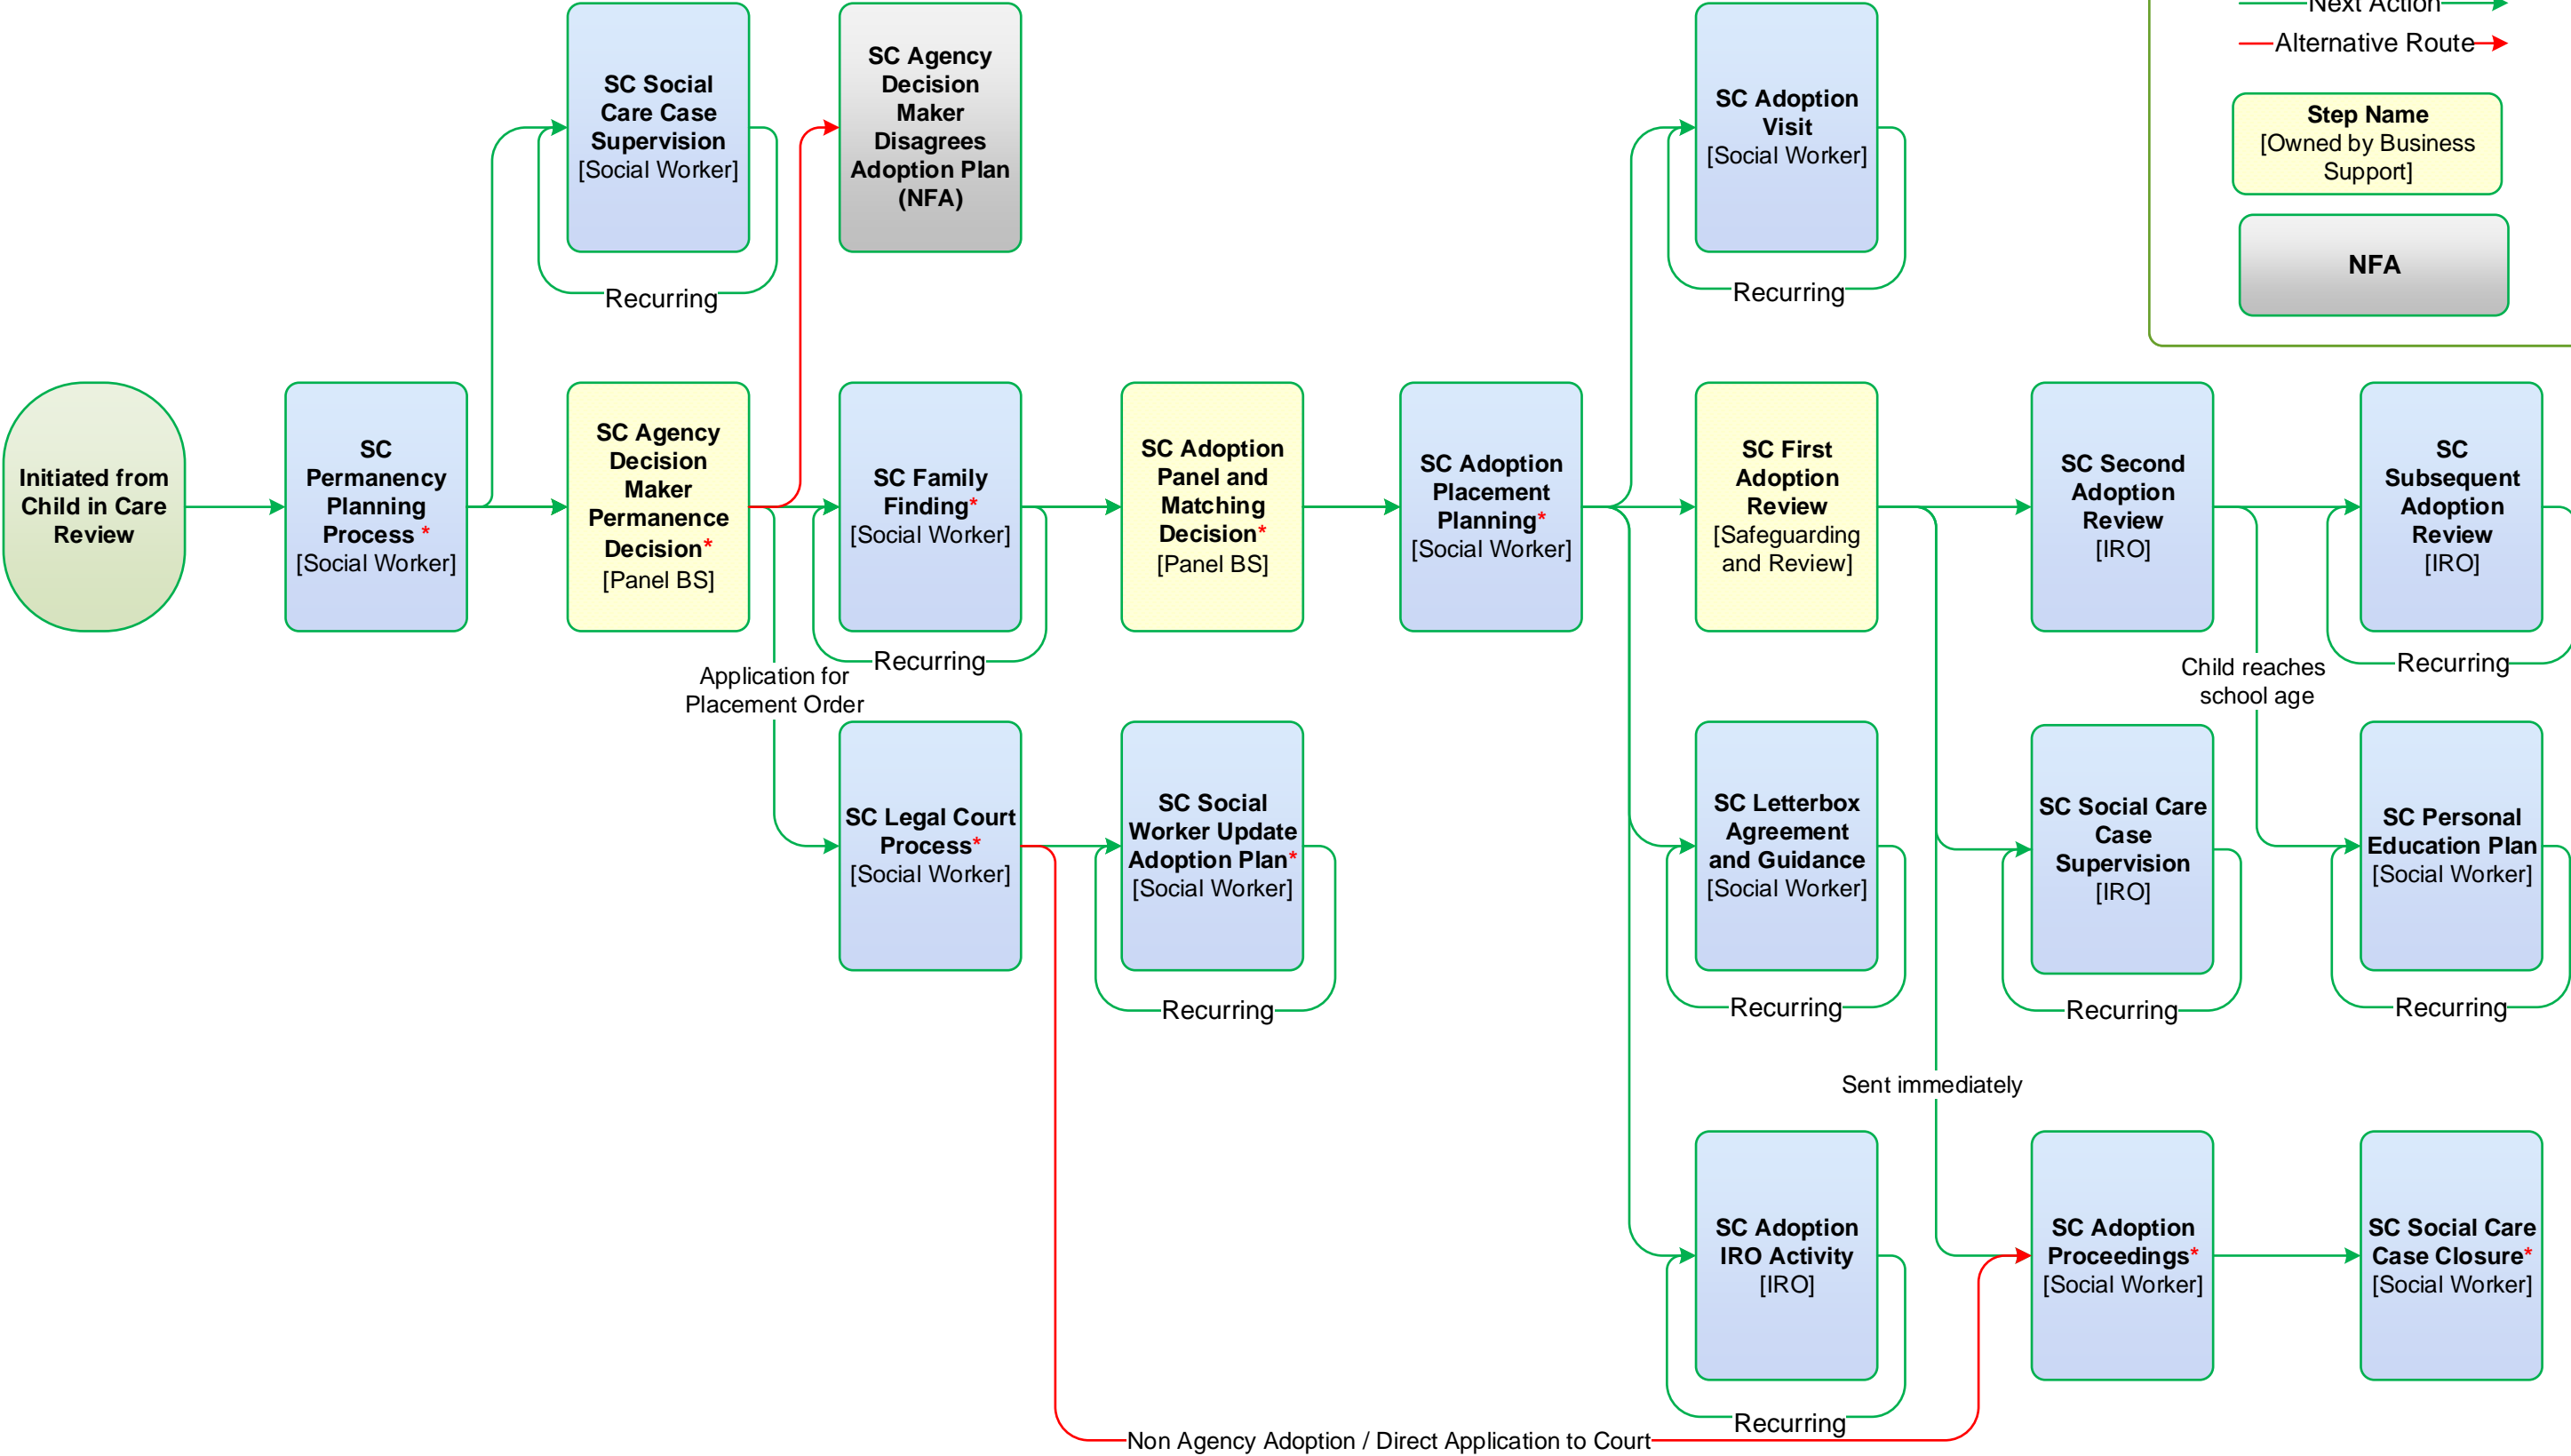 Next Action
Alternative Route
Step Name
[Owned by Business
Support]
NFA
SC Social
Care Case
Supervision
[Social Worker]
Recurring
SC Agency
Decision
Maker
Disagrees
Adoption Plan
(NFA)
SC Adoption
Visit
[Social Worker]
Recurring
Initiated from
Child in Care
Review
SC
Permanency
Planning
Process *
[Social Worker]
SC Agency
Decision
Maker
Permanence
Decision*
[Panel BS]
SC Family
Finding*
[Social Worker]
Recurring
SC Adoption
Panel and
Matching
Decision*
[Panel BS]
SC Adoption
Placement
Planning*
[Social Worker]
SC First
Adoption
Review
[Safeguarding
and Review]
SC Second
Adoption
Review
[IRO]
SC
Subsequent
Adoption
Review
[IRO]
Recurring
Application for
Placement Order
Child reaches
school age
SC Legal Court
Process*
[Social Worker]
SC Social
Worker Update
Adoption Plan*
[Social Worker]
Recurring
SC Letterbox
Agreement
and Guidance
[Social Worker]
Recurring
SC Social Care
Case
Supervision
[IRO]
Recurring
SC Personal
Education Plan
[Social Worker]
Recurring
Sent immediately
SC Adoption
IRO Activity
[IRO]
Recurring
SC Adoption
Proceedings*
[Social Worker]
SC Social Care
Case Closure*
[Social Worker]
Non Agency Adoption / Direct Application to Court